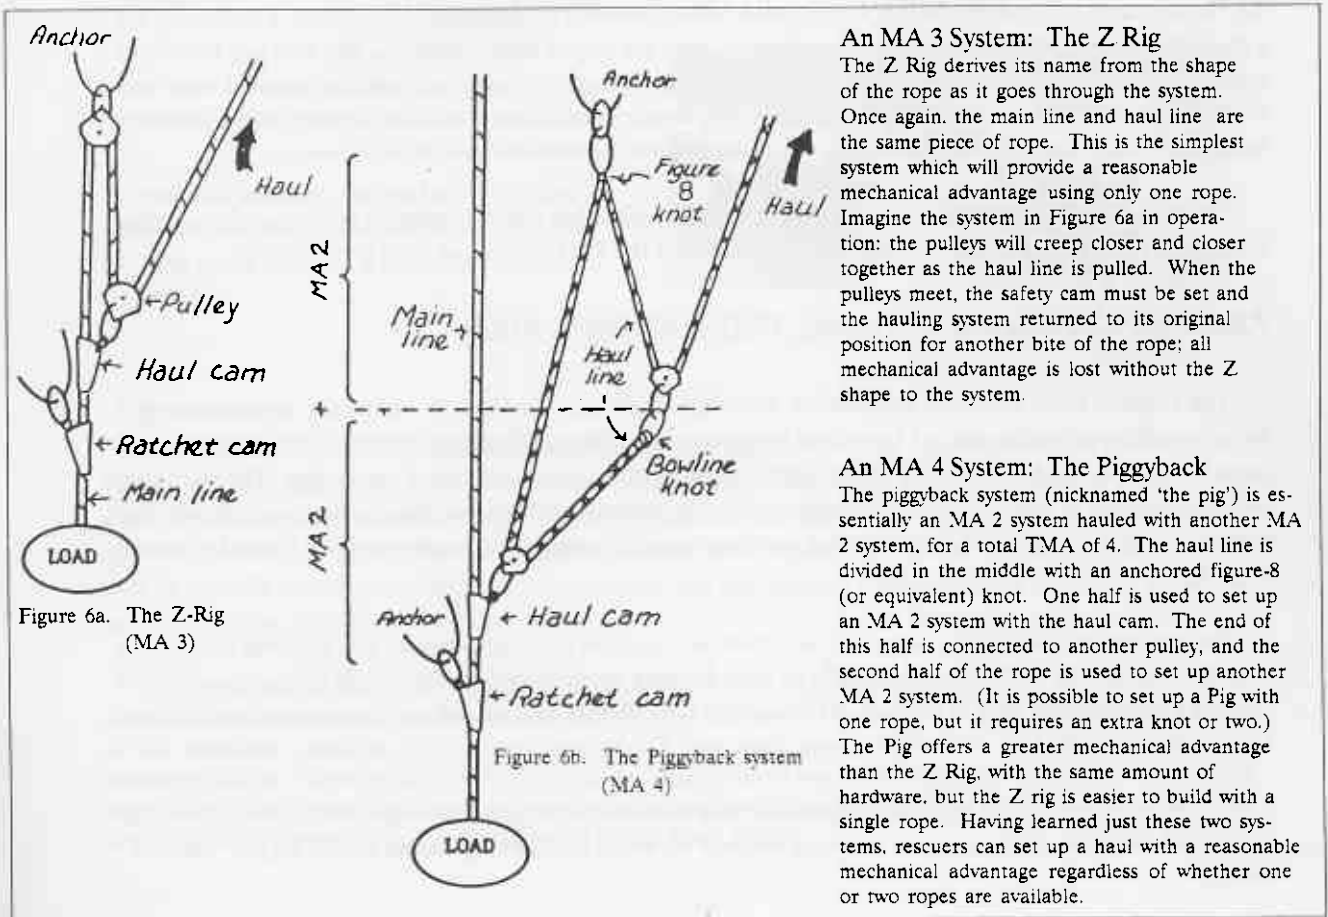 Anchor
Haul
←Pulley
← Haul cam
←Ratchet cam
← Main line
LOAD
Figure 6a. The Z-Rig
(MA 3)
Anchor
← Figure
8
knot
Haul
MA 2
Main
line→
Haul
line
Bowline
knot
MA 2
Anchor
← Haul cam
←Ratchet cam
Figure 6b. The Piggyback system
(MA 4)
LOAD
An MA 3 System: The Z Rig
The Z Rig derives its name from the shape
of the rope as it goes through the system.
Once again. the main line and haul line are
the same piece of rope. This is the simplest
system which will provide a reasonable
mechanical advantage using only one rope.
Imagine the system in Figure 6a in opera-
tion: the pulleys will creep closer and closer
together as the haul line is pulled. When the
pulleys meet, the safety cam must be set and
the hauling system returned to its original
position for another bite of the rope; all
mechanical advantage is lost without the Z
shape to the system.
An MA 4 System: The Piggyback
The piggyback system (nicknamed 'the pig') is es-
sentially an MA 2 system hauled with another MA
2 system, for a total TMA of 4. The haul line is
divided in the middle with an anchored figure-8
(or equivalent) knot. One half is used to set up
an MA 2 system with the haul cam. The end of
this half is connected to another pulley, and the
second half of the rope is used to set up another
MA 2 system. (It is possible to set up a Pig with
one rope, but it requires an extra knot or two.)
The Pig offers a greater mechanical advantage
than the Z Rig, with the same amount of
hardware, but the Z rig is easier to build with a
single rope. Having learned just these two sys-
tems, rescuers can set up a haul with a reasonable
mechanical advantage regardless of whether one
or two ropes are available.